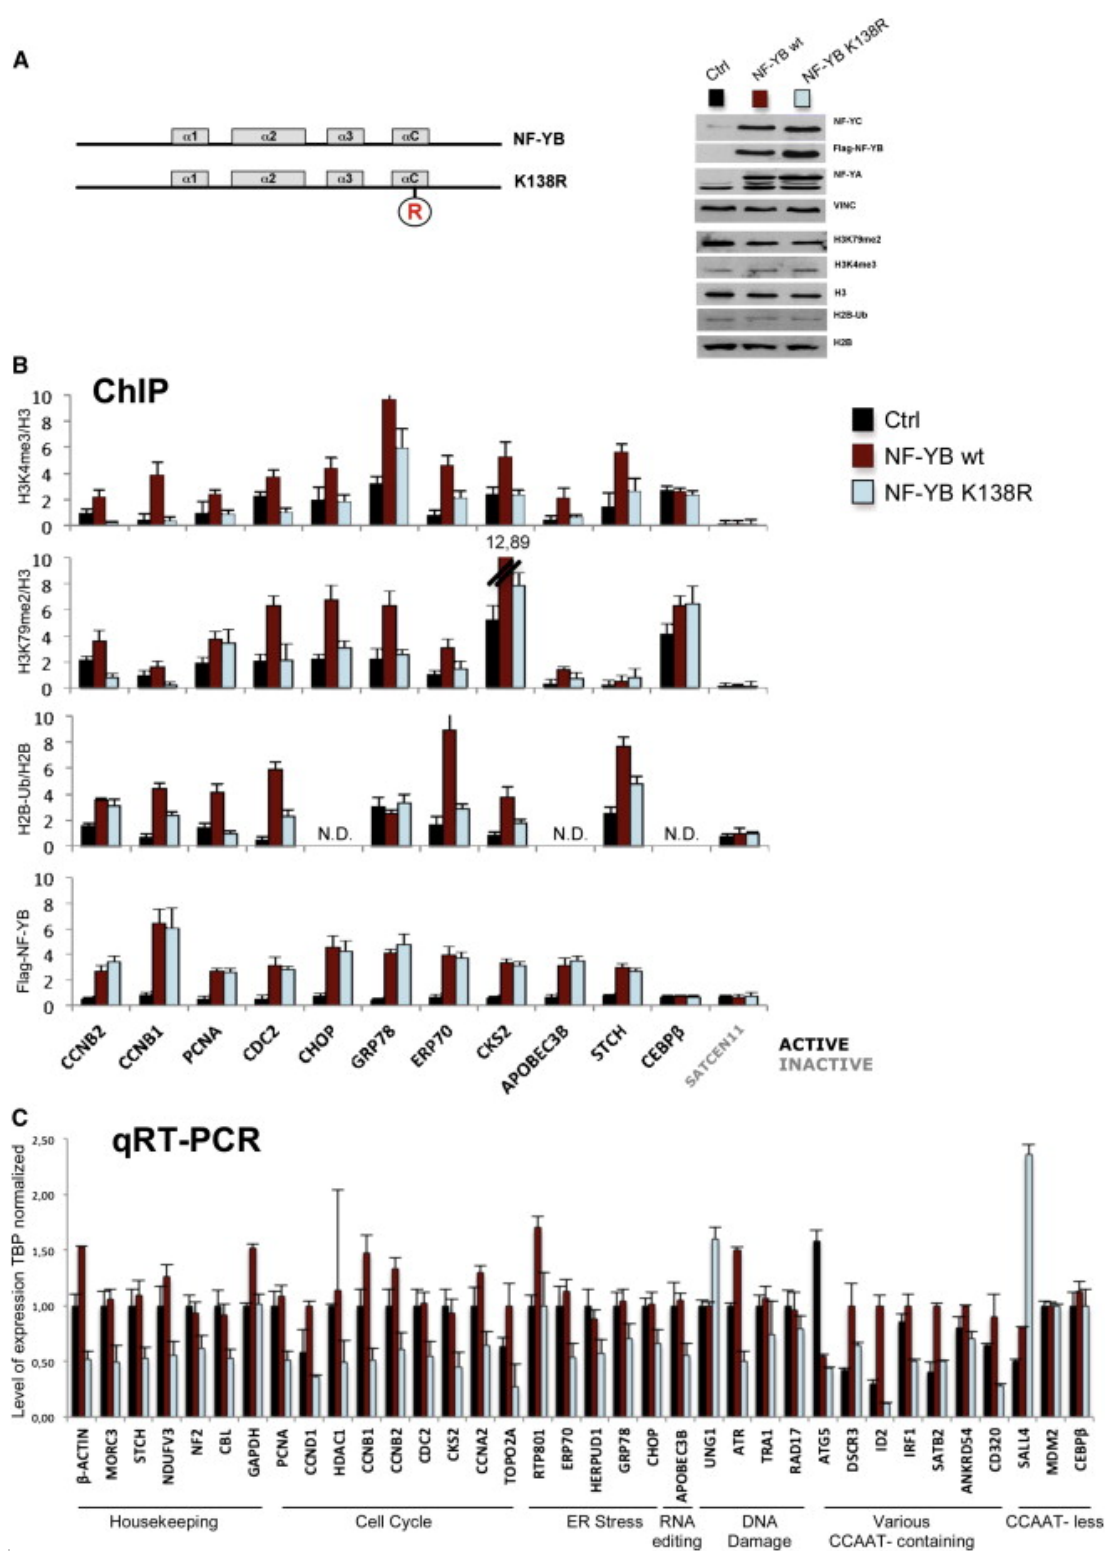 A
α1 α2 α3 αC NF-YB
α1 α2 α3 αC K138R
R
Ctrl NF-YB wt NF-YB K138R
NF-YC
Flag-NF-YB
NF-YA
VINC
H3K79me2
H3K4me3
H3
H2B-Ub
H2B
B
ChIP
Ctrl
NF-YB wt
NF-YB K138R
H3K4me3/H3
10
8
6
4
2
0
12,89
H3K79me2/H3
10
8
6
4
2
0
H2B-Ub/H2B
10
8
6
4
2
0
N.D. N.D. N.D.
Flag-NF-YB
10
8
6
4
2
0
CCNB2 CCNB1 PCNA CDC2 CHOP GRP78 ERP70 CKS2 APOBEC3B STCH CEBPβ SATCEN11
ACTIVE
INACTIVE
C
qRT-PCR
Level of expression TBP normalized
2,50
2,00
1,50
1,00
0,50
0,00
β-ACTIN MORC3 STCH NDUFV3 NF2 CBL GAPDH PCNA CCND1 HDAC1 CCNB1 CCNB2 CDC2 CKS2 CCNA2 TOPO2A RTP801 ERP70 HERPUD1 GRP78 CHOP APOBEC3B UNG1 ATR TRA1 RAD17 ATG5 DSCR3 ID2 IRF1 SATB2 ANKRD54 CD320 SALL4 MDM2 CEBPβ
Housekeeping Cell Cycle ER Stress RNA DNA Various CCAAT- less
editing Damage CCAAT- containing